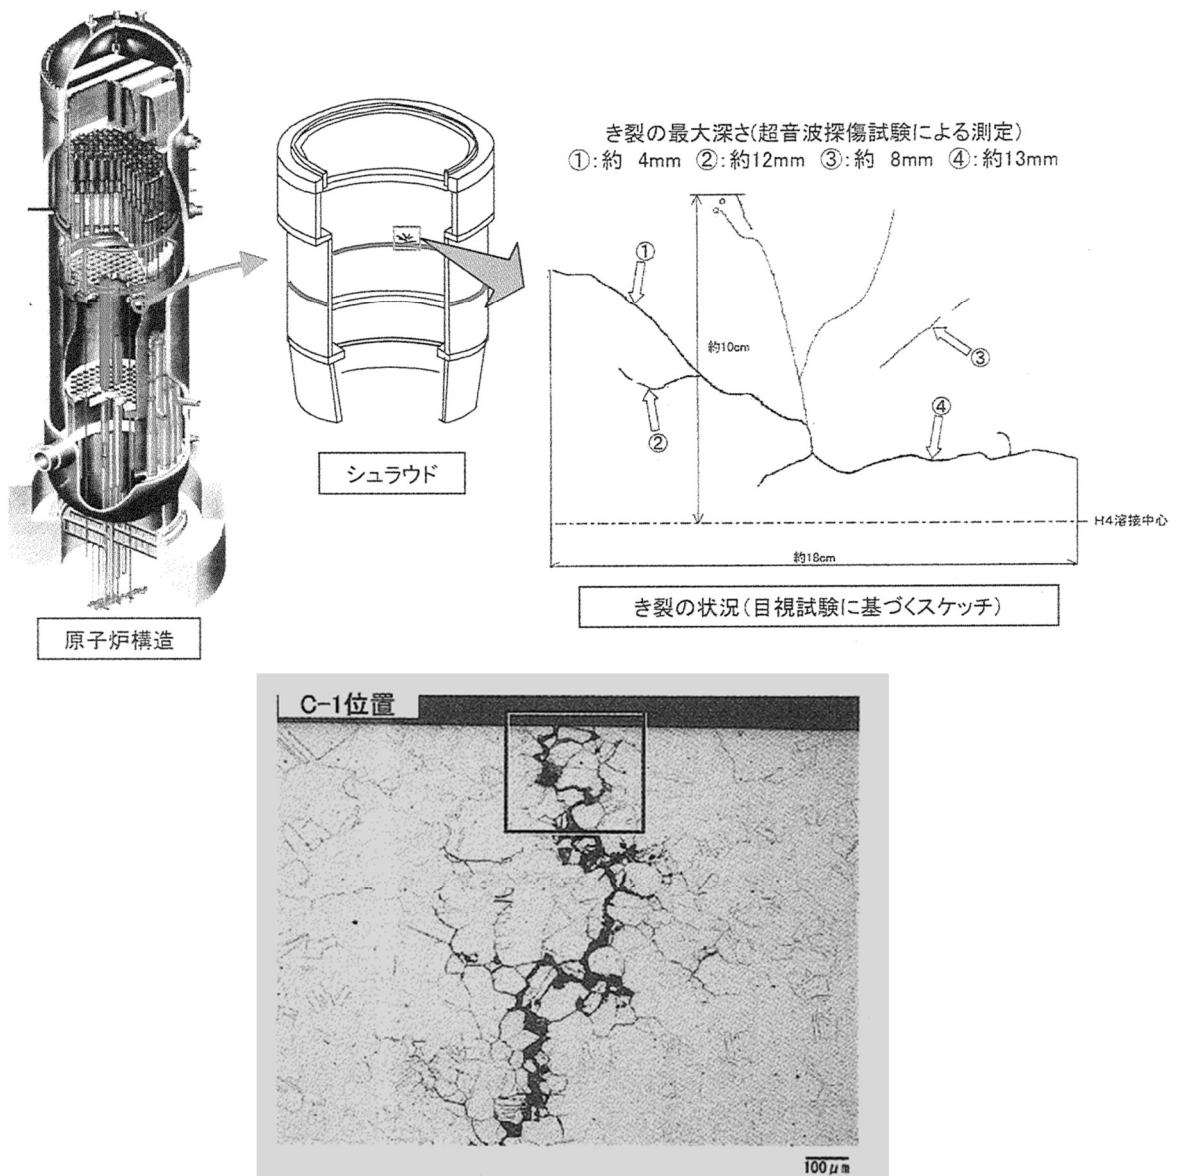 き裂の最大深さ(超音波探傷試験による測定)
①:約 4mm ②:約12mm ③:約 8mm ④:約13mm
①
約10cm
③
②
④
シュラウド
H4溶接中心
約18cm
き裂の状況(目視試験に基づくスケッチ)
原子炉構造
C-1位置
100μm